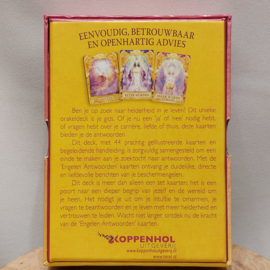 EENVOUDIG, BETROUWBAAR
EN OPENHARTIG ADVIES
Ben je op zoek naar helderheid in je leven? Dit unieke
orakeldeck is je gids. Of je nu een 'ja' of 'nee' nodig hebt,
of vragen hebt over je carrière, liefde of thuis, deze kaarten
bieden je de antwoorden.
Dit deck, met 44 prachtig geïllustreerde kaarten en
begeleidende handleiding, is zorgvuldig samengesteld om een
einde te maken aan je zoektocht naar antwoord. Met de
'Engelen Antwoorden' kaarten ontvang je duidelijke, directe
en liefdevolle berichten van je beschermengelen.
Dit deck is meer dan alleen een set kaarten, het is een
poort naar een dieper begrip van jezelf en de wereld om je
heen. Het nodigt je uit om je intuïtie te omarmen, je
vragen te beantwoorden en je leven met meer helderheid en
vertrouwen te leiden. Wacht niet langer, ontdek nu de kracht
van de 'Engelen Antwoorden' kaarten.
KOPPENHOL
UITGEVERIJ
www.koppenholuitgeverij.nl